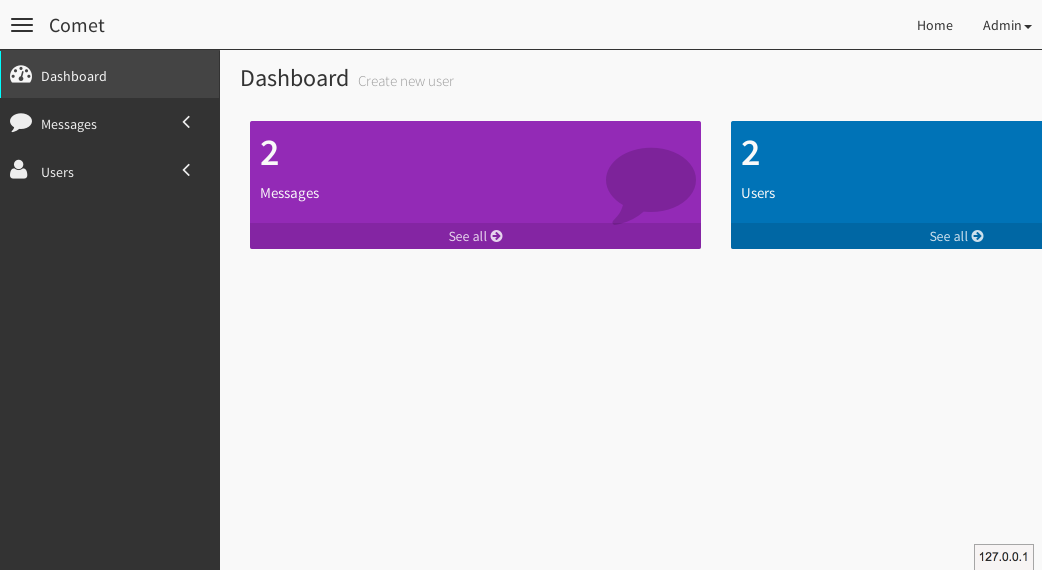 Comet
Home
Admin
Dashboard
Messages
Users
Dashboard Create new user
2
Messages
See all
2
Users
See all
127.0.0.1